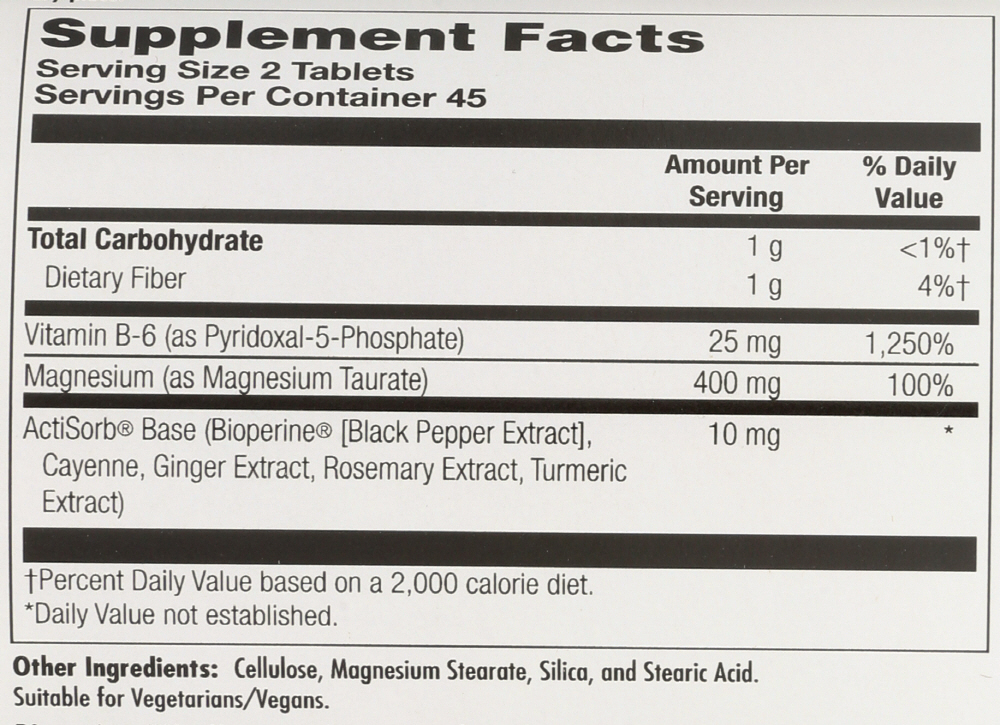 Supplement Facts
Serving Size 2 Tablets
Servings Per Container 45
Amount Per Serving % Daily Value
Total Carbohydrate 1 g <1%†
Dietary Fiber 1 g 4%†
Vitamin B-6 (as Pyridoxal-5-Phosphate) 25 mg 1,250%
Magnesium (as Magnesium Taurate) 400 mg 100%
ActiSorb® Base (Bioperine® [Black Pepper Extract], 10 mg *
Cayenne, Ginger Extract, Rosemary Extract, Turmeric
Extract)
†Percent Daily Value based on a 2,000 calorie diet.
*Daily Value not established.
Other Ingredients: Cellulose, Magnesium Stearate, Silica, and Stearic Acid.
Suitable for Vegetarians/Vegans.